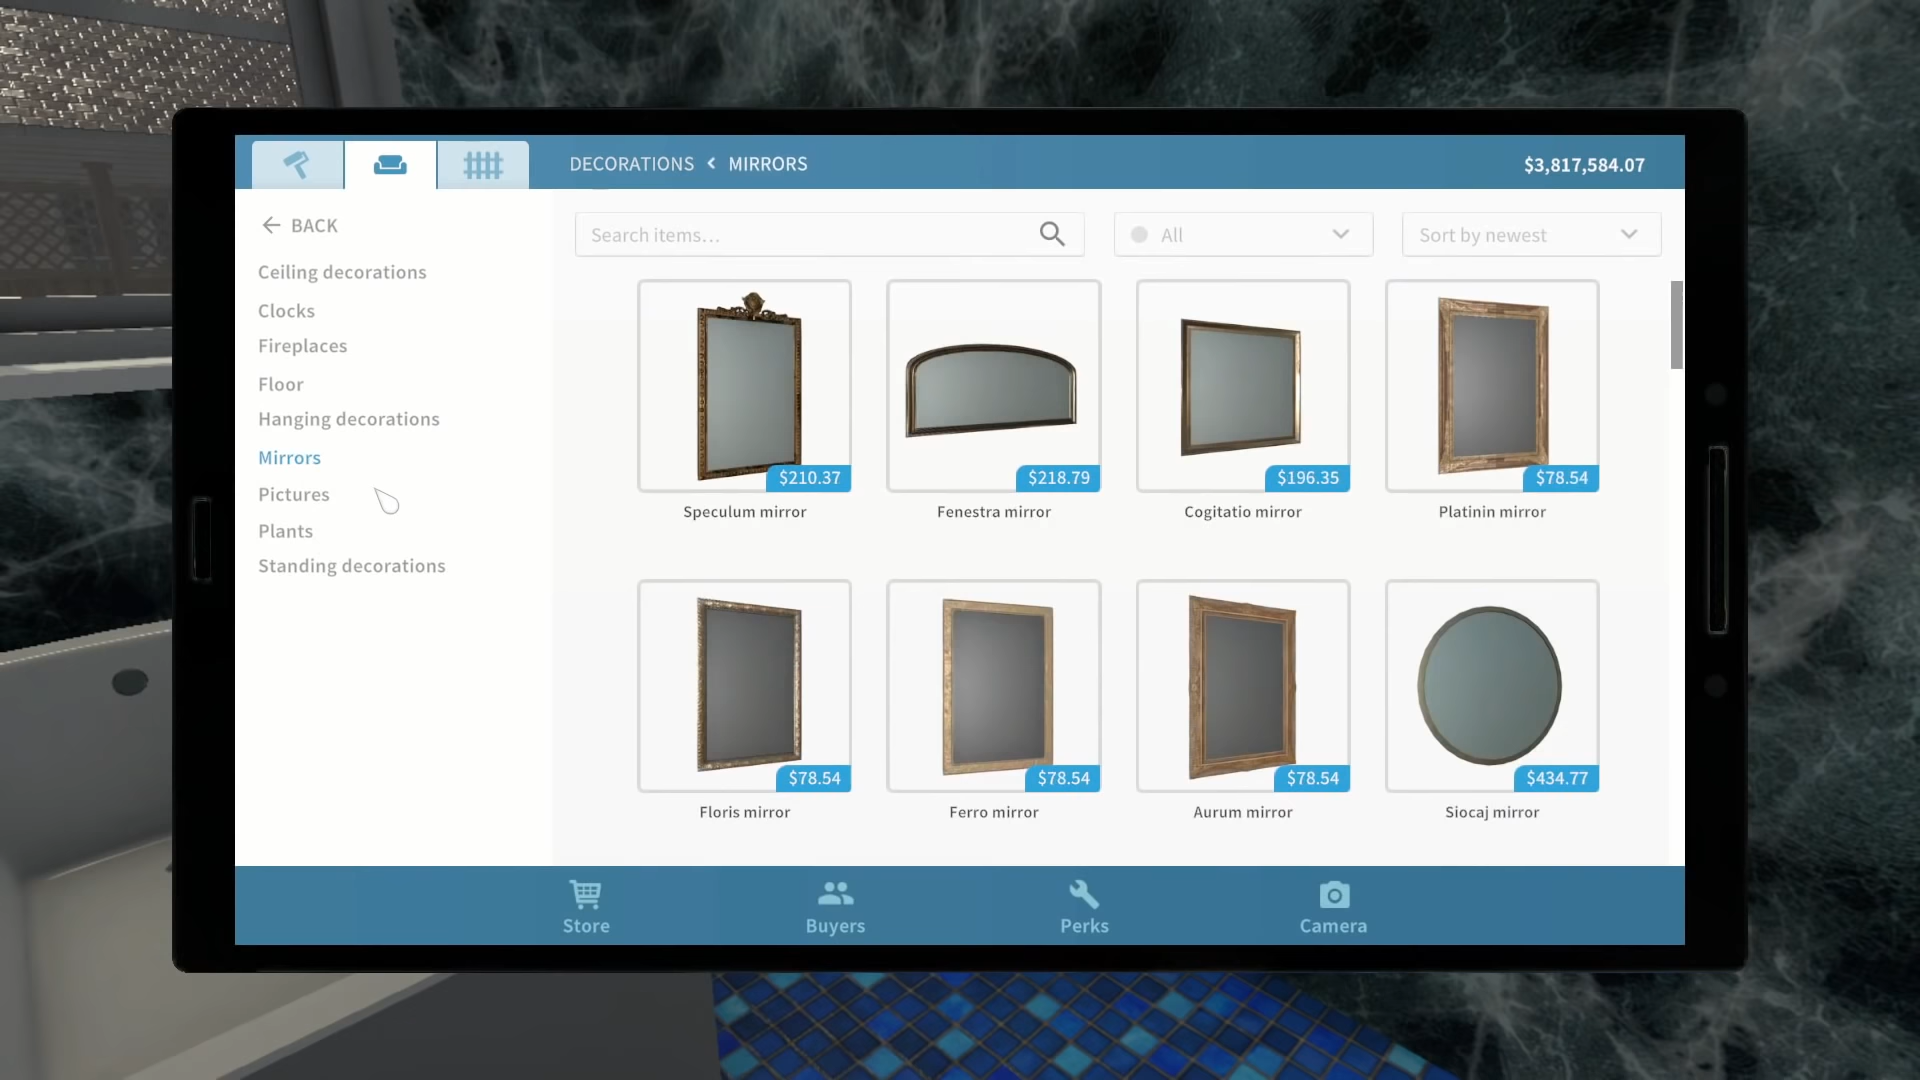 DECORATIONS < MIRRORS
$3,817,584.07
BACK
Ceiling decorations
Clocks
Fireplaces
Floor
Hanging decorations
Mirrors
Pictures
Plants
Standing decorations
Search items...
All
Sort by newest
$210.37
$218.79
$196.35
$78.54
Speculum mirror
Fenestra mirror
Cogitatio mirror
Platinin mirror
$78.54
$78.54
$78.54
$434.77
Floris mirror
Ferro mirror
Aurum mirror
Siocaj mirror
Store
Buyers
Perks
Camera